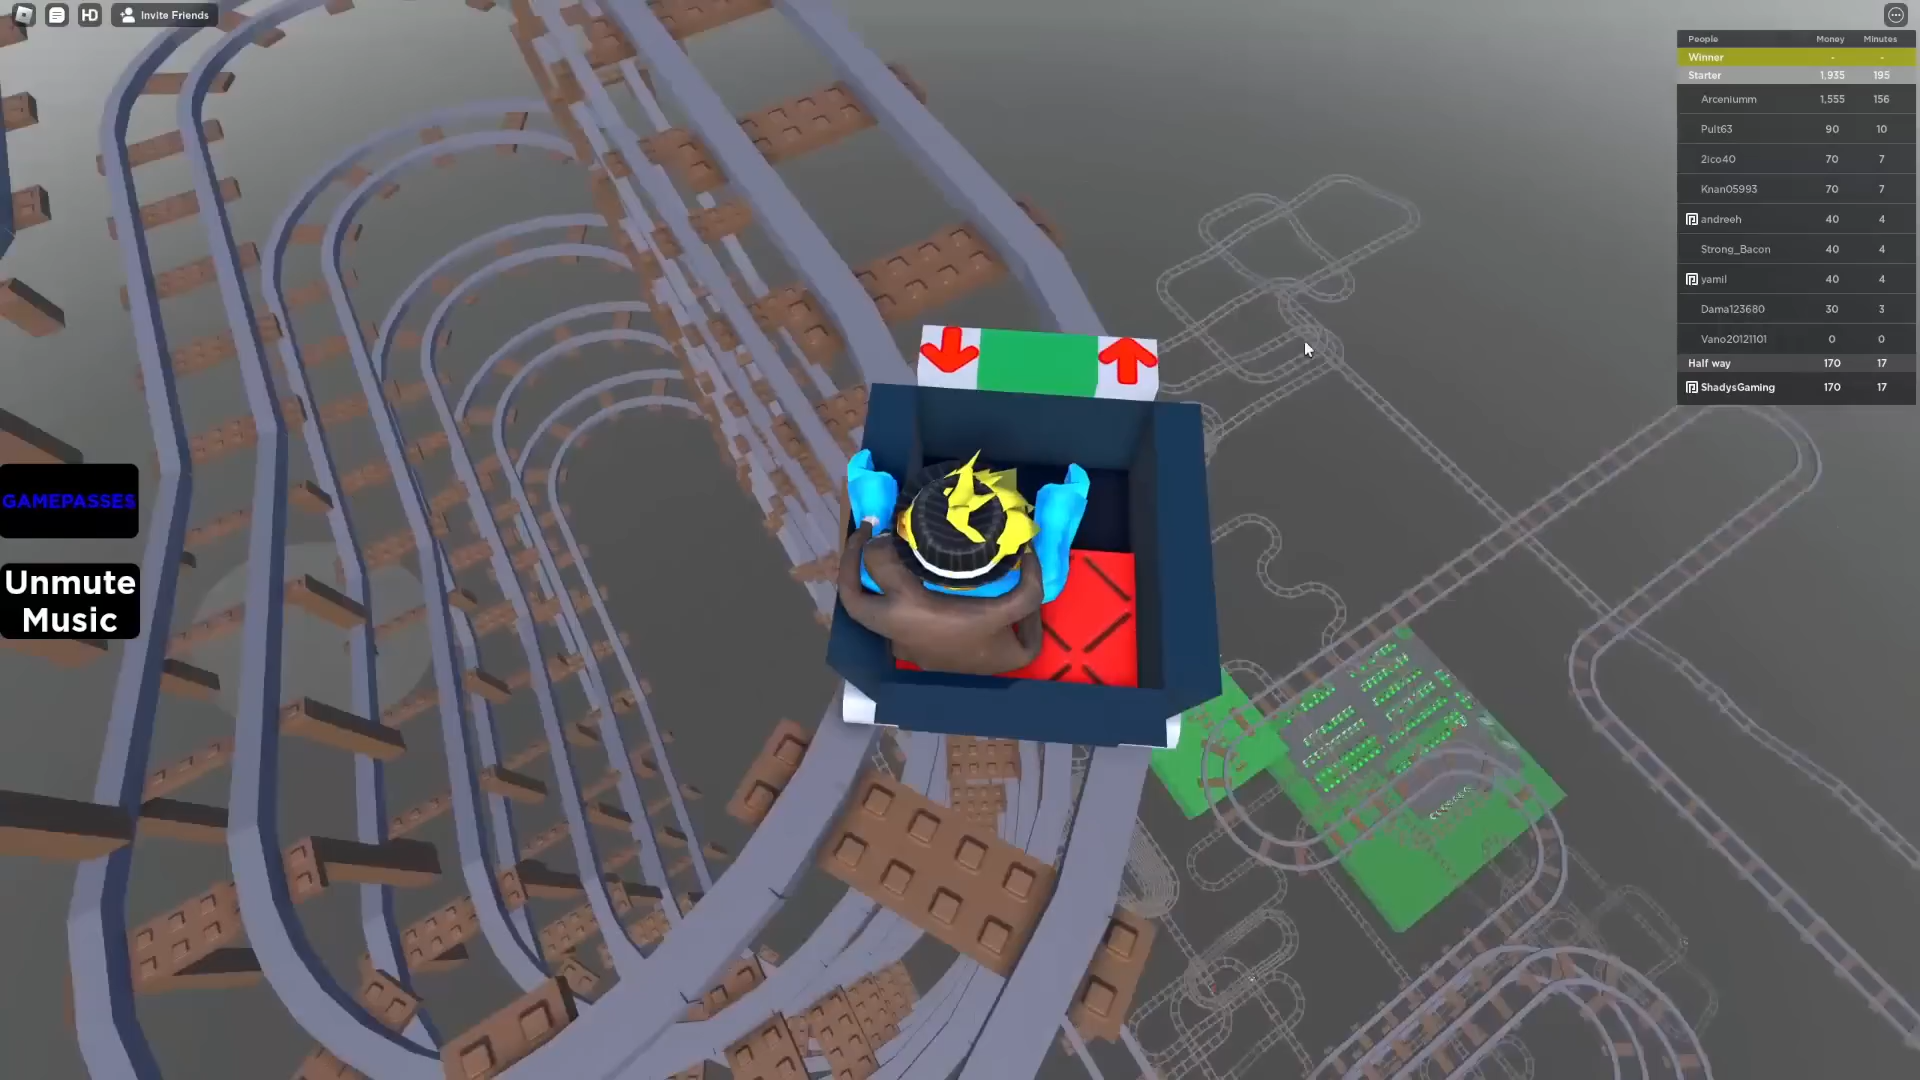 HD Invite Friends
People Money Minutes
Winner - -
Starter 1,935 195
Arceniumm 1,555 156
Pult63 90 10
2ico40 70 7
Knan05993 70 7
andreeh 40 4
Strong_Bacon 40 4
yamil 40 4
Dama123680 30 3
Vano20121101 0 0
Half way 170 17
ShadysGaming 170 17
GAMEPASSES
Unmute
Music